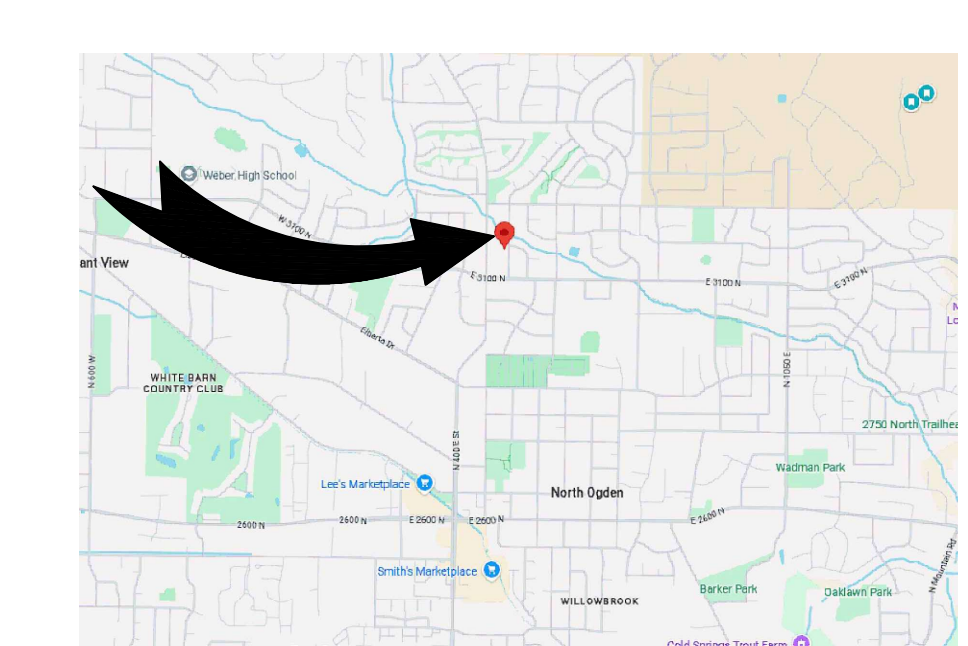 Weber High School
W 3100 N
ant View
E 3100 N
E 3100 N
E 3100 N
N
Lo
Elberta Dr
N 600 W
WHITE BARN
COUNTRY CLUB
N 1050 E
2750 North Trailhea
N 400 E St
Wadman Park
Lee's Marketplace
North Ogden
2600 N
2600 N
E 2600 N
E 2600 N
E 2600 N
N Mountain Rd
Smith's Marketplace
Barker Park
Oaklawn Park
WILLOWBROOK
Cold Springs Trout Farm